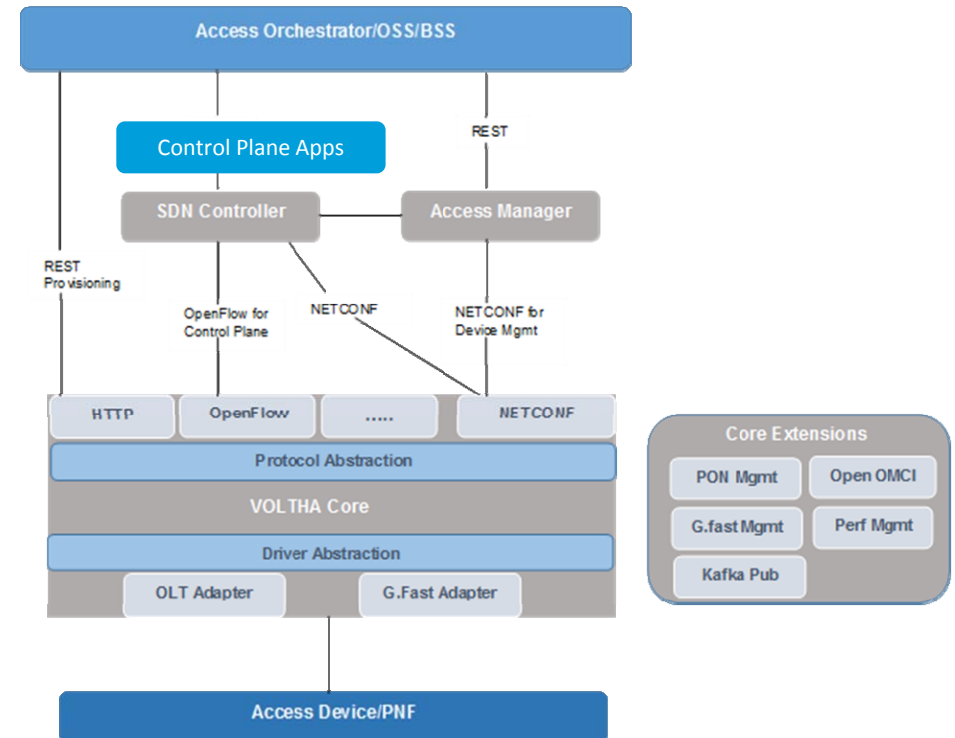 Access Orchestrator/OSS/BSS
REST
Control Plane Apps
SDN Controller
Access Manager
REST
Provisioning
OpenFlow for
Control Plane
NETCONF
NETCONF for
Device Mgmt
HTTP
OpenFlow
.....
NETCONF
Protocol Abstraction
VOLTHA Core
Driver Abstraction
OLT Adapter
G.Fast Adapter
Core Extensions
PON Mgmt
Open OMCI
G.fast Mgmt
Perf Mgmt
Kafka Pub
Access Device/PNF